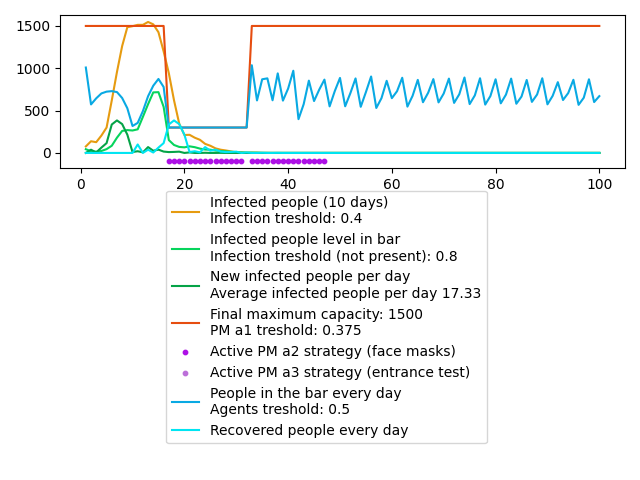 1500
1000
500
0
0 20 40 60 80 100
Infected people (10 days)
Infection treshold: 0.4
Infected people level in bar
Infection treshold (not present): 0.8
New infected people per day
Average infected people per day 17.33
Final maximum capacity: 1500
PM a1 treshold: 0.375
Active PM a2 strategy (face masks)
Active PM a3 strategy (entrance test)
People in the bar every day
Agents treshold: 0.5
Recovered people every day